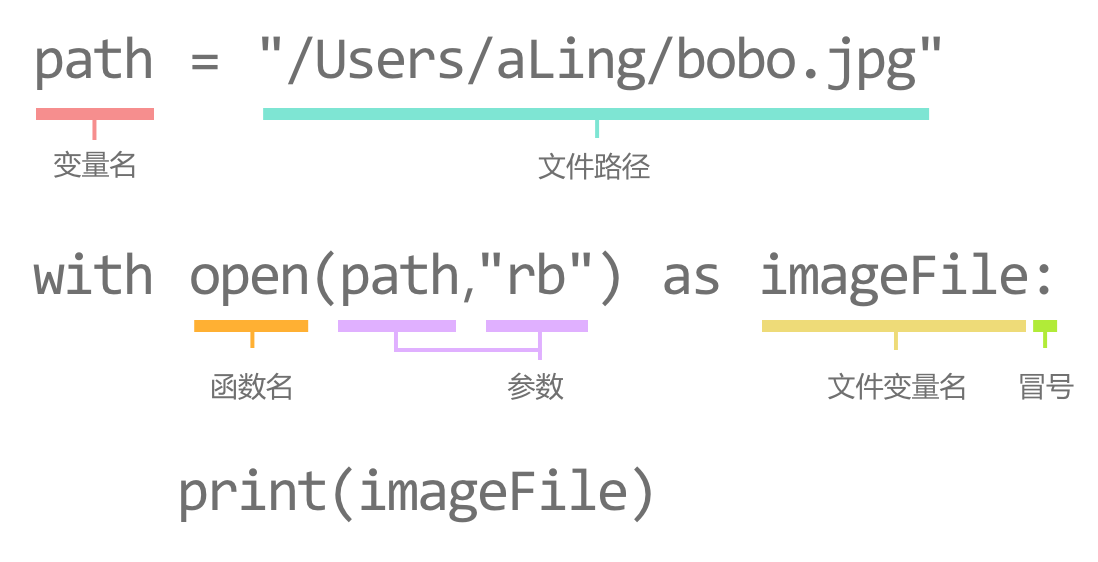 path = "/Users/aLing/bobo.jpg"
变量名 文件路径
with open(path,"rb") as imageFile:
函数名 参数 文件变量名 冒号
print(imageFile)